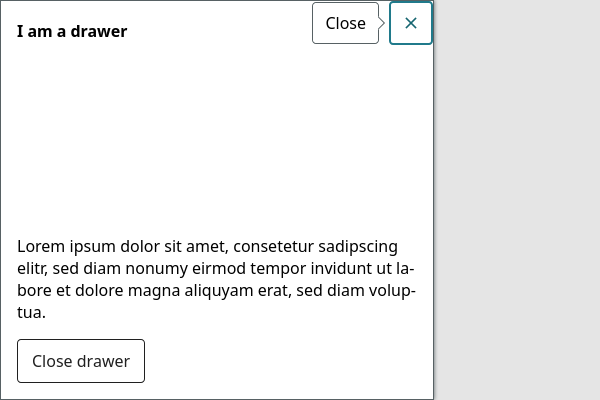 I am a drawer
Close
Lorem ipsum dolor sit amet, consetetur sadipscing
elitr, sed diam nonumy eirmod tempor invidunt ut la-
bore et dolore magna aliquyam erat, sed diam volup-
tua.
Close drawer